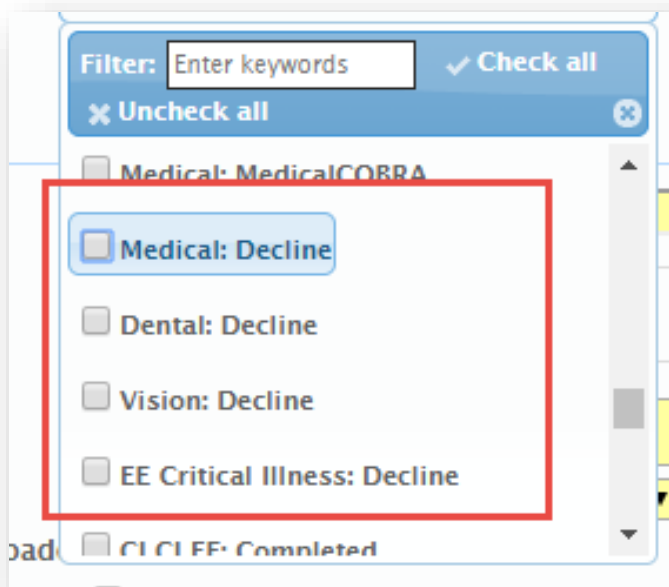 Filter: Enter keywords Check all
Uncheck all
Medical: MedicalCOBRA
Medical: Decline
Dental: Decline
Vision: Decline
EE Critical Illness: Decline
CI CI EE: Completed